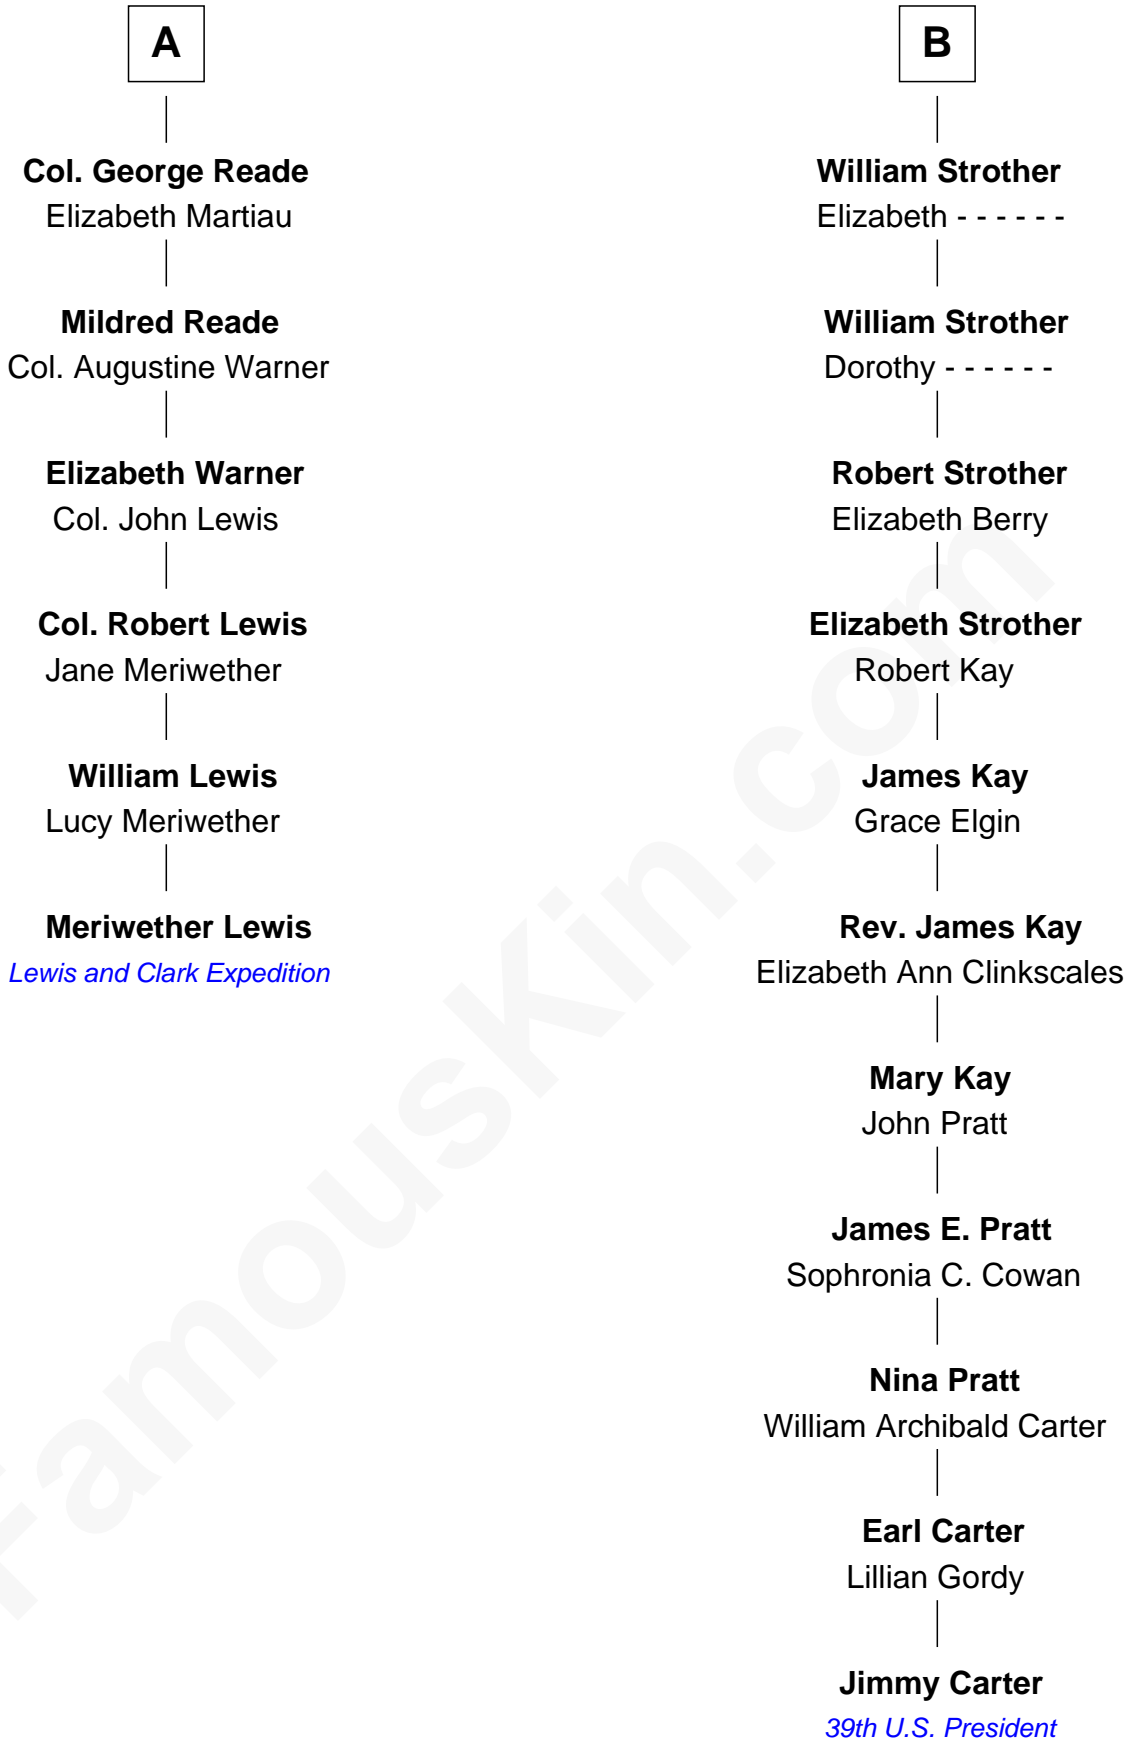 A
Col. George Reade
Elizabeth Martiau
Mildred Reade
Col. Augustine Warner
Elizabeth Warner
Col. John Lewis
Col. Robert Lewis
Jane Meriwether
William Lewis
Lucy Meriwether
Meriwether Lewis
Lewis and Clark Expedition
B
William Strother
Elizabeth - - - - - -
William Strother
Dorothy - - - - - -
Robert Strother
Elizabeth Berry
Elizabeth Strother
Robert Kay
James Kay
Grace Elgin
Rev. James Kay
Elizabeth Ann Clinkscales
Mary Kay
John Pratt
James E. Pratt
Sophronia C. Cowan
Nina Pratt
William Archibald Carter
Earl Carter
Lillian Gordy
Jimmy Carter
39th U.S. President
FamousKin.com